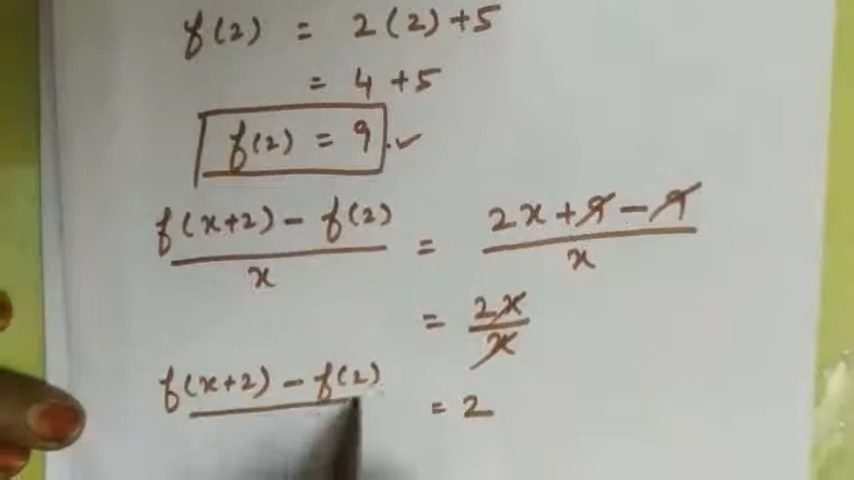 f(2) = 2(2)+5
= 4+5
f(2) = 9
f(x+2) - f(2) / x = 2x+9-9 / x
= 2x / x
f(x+2) - f(2) = 2